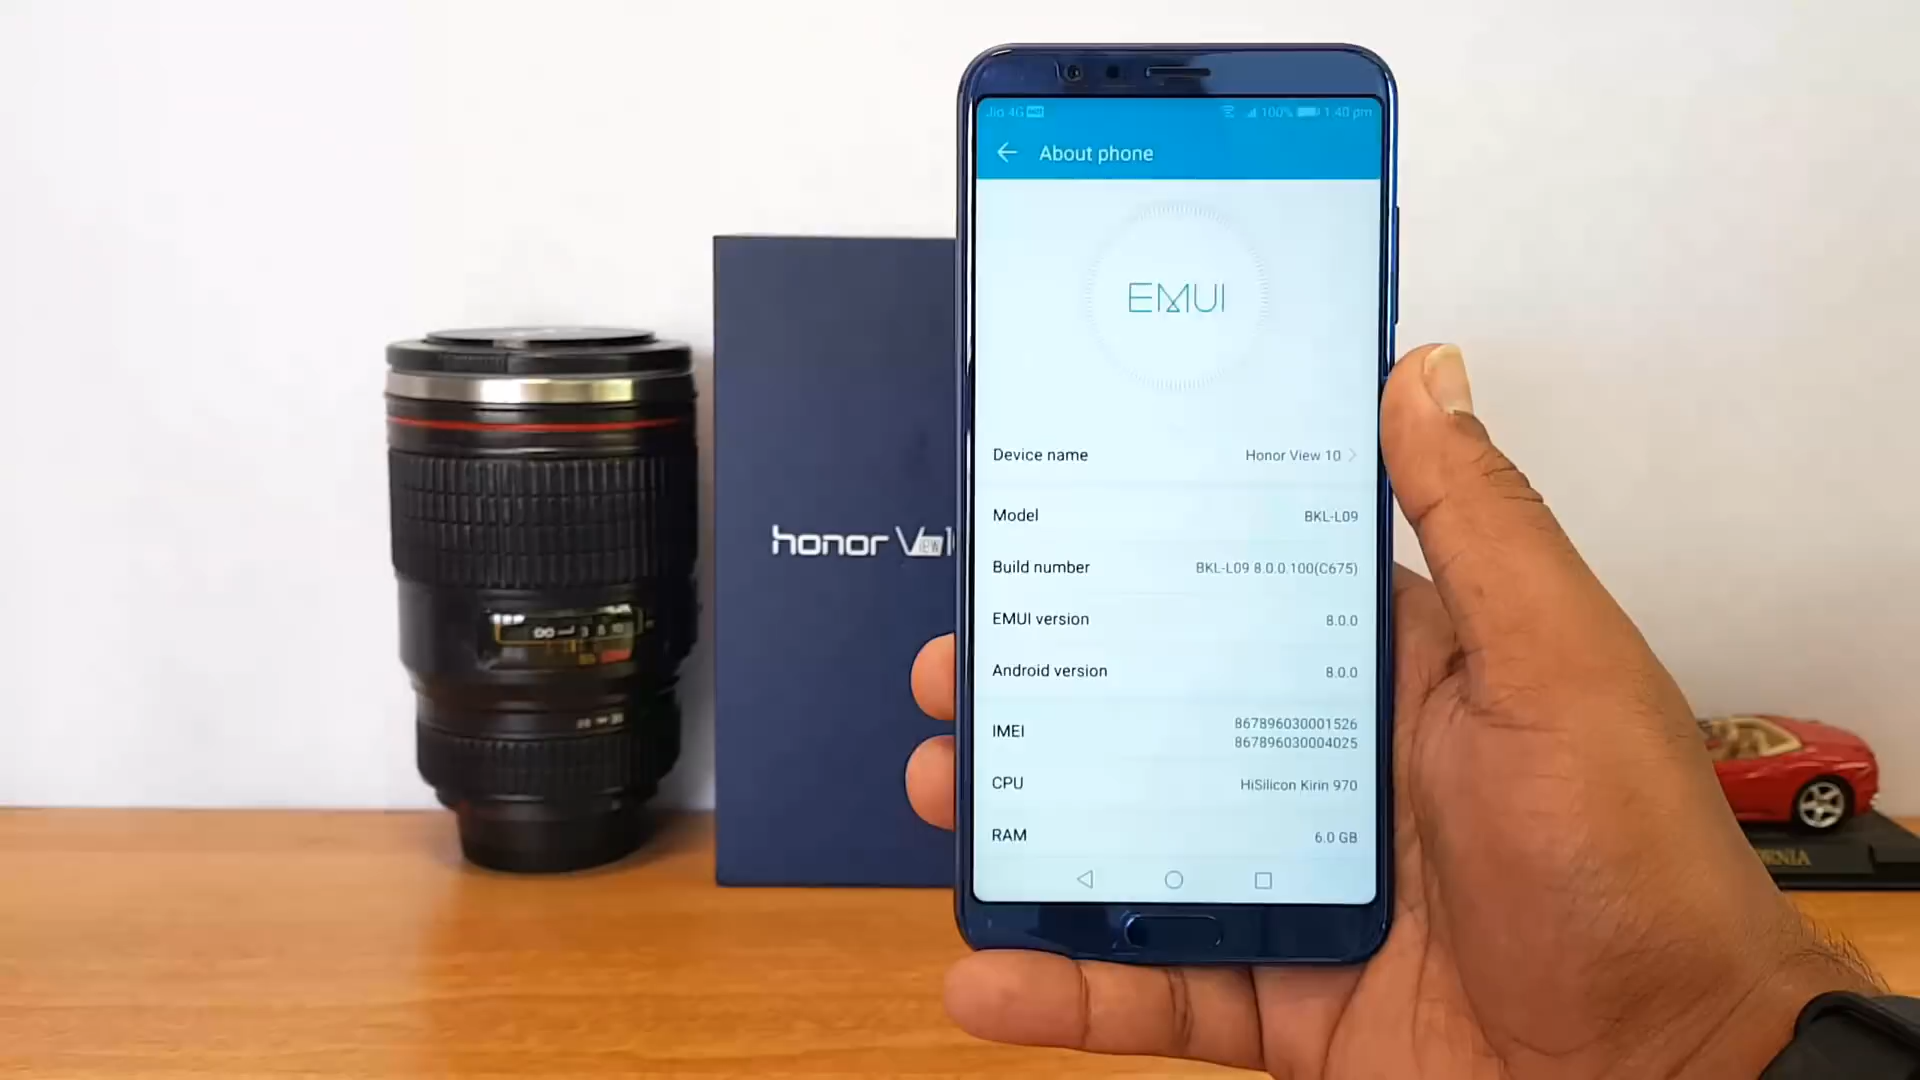 Jio 4G
100% 1:40 pm
About phone
EMUI
Device name Honor View 10
Model BKL-L09
Build number BKL-L09 8.0.0.100(C675)
EMUI version 8.0.0
Android version 8.0.0
IMEI 867896030001526
867896030004025
CPU HiSilicon Kirin 970
RAM 6.0 GB
honor View1